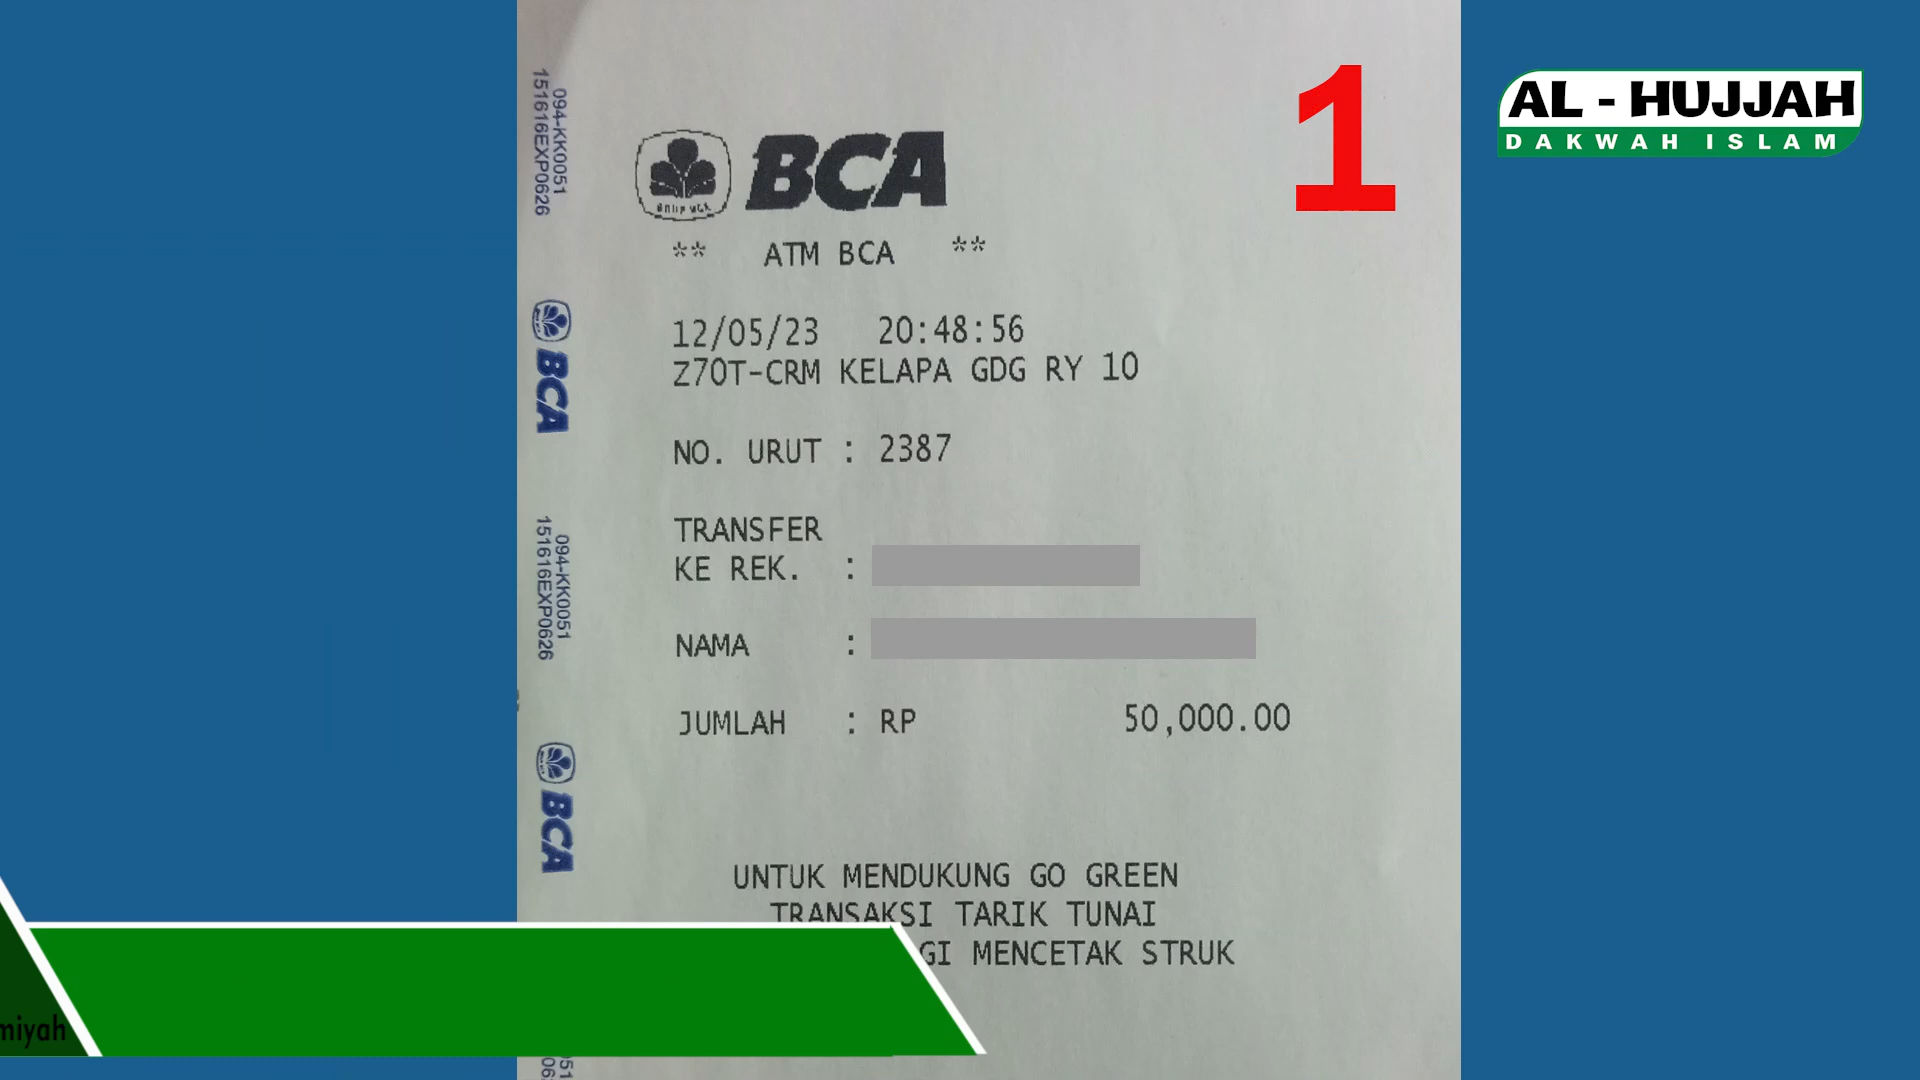 1
AL - HUJJAH
DAKWAH ISLAM
094-KK0051
151616EXP0626
BCA
094-KK0051
151616EXP0626
BCA
BCA
** ATM BCA **
12/05/23 20:48:56
Z70T-CRM KELAPA GDG RY 10
NO. URUT : 2387
TRANSFER
KE REK. :
NAMA :
JUMLAH : RP 50,000.00
UNTUK MENDUKUNG GO GREEN
TRANSAKSI TARIK TUNAI
GI MENCETAK STRUK
miyah